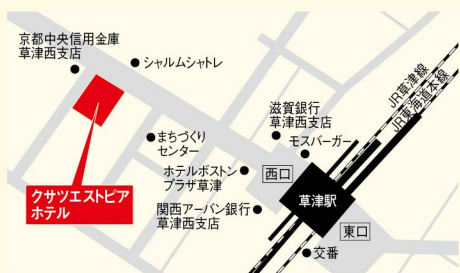 京都中央信用金庫
草津西支店
シャルムシャトレ
JR草津線
JR東海道本線
滋賀銀行
草津西支店
モスバーガー
まちづくり
センター
ホテルボストン
プラザ草津
西口
クサツエストピア
ホテル
草津駅
関西アーバン銀行
草津西支店
東口
交番